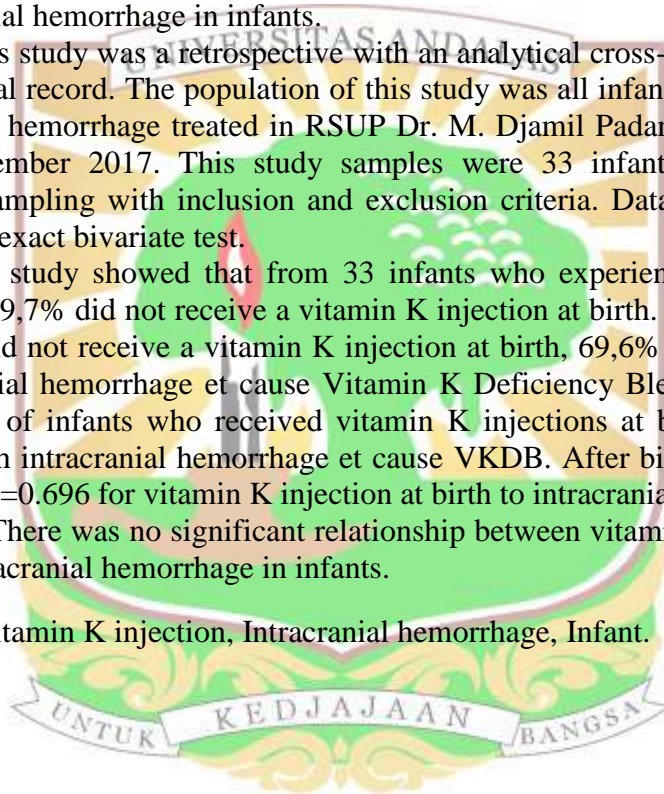 ial hemorrhage in infants.
UNIVERSITAS ANDALAS
s study was a retrospective with an analytical cross-
al record. The population of this study was all infan
hemorrhage treated in RSUP Dr. M. Djamil Padan
ember 2017. This study samples were 33 infant
ampling with inclusion and exclusion criteria. Data
exact bivariate test.
study showed that from 33 infants who experien
9,7% did not receive a vitamin K injection at birth.
id not receive a vitamin K injection at birth, 69,6%
ial hemorrhage et cause Vitamin K Deficiency Ble
of infants who received vitamin K injections at b
h intracranial hemorrhage et cause VKDB. After bi
=0.696 for vitamin K injection at birth to intracrania
There was no significant relationship between vitami
racranial hemorrhage in infants.
itamin K injection, Intracranial hemorrhage, Infant.
UNTUK KEDJAJAAN BANGSA